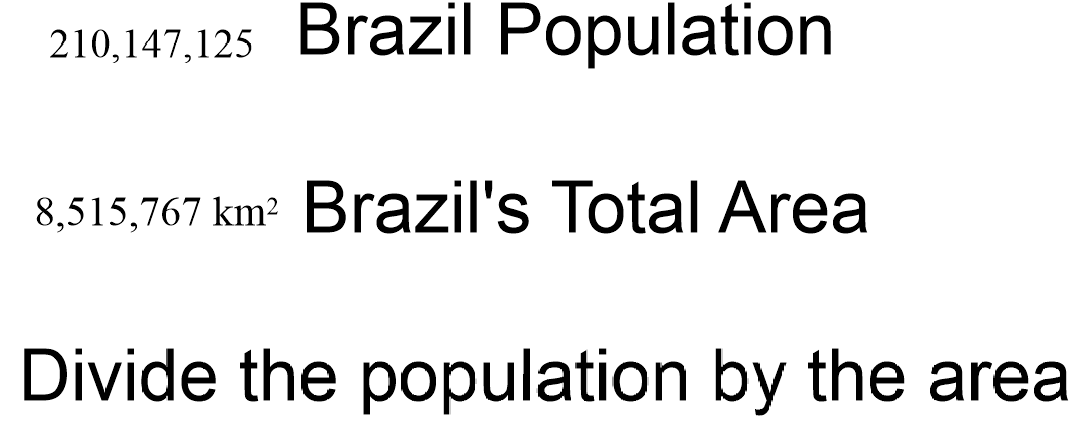 210,147,125 Brazil Population
8,515,767 km² Brazil's Total Area
Divide the population by the area